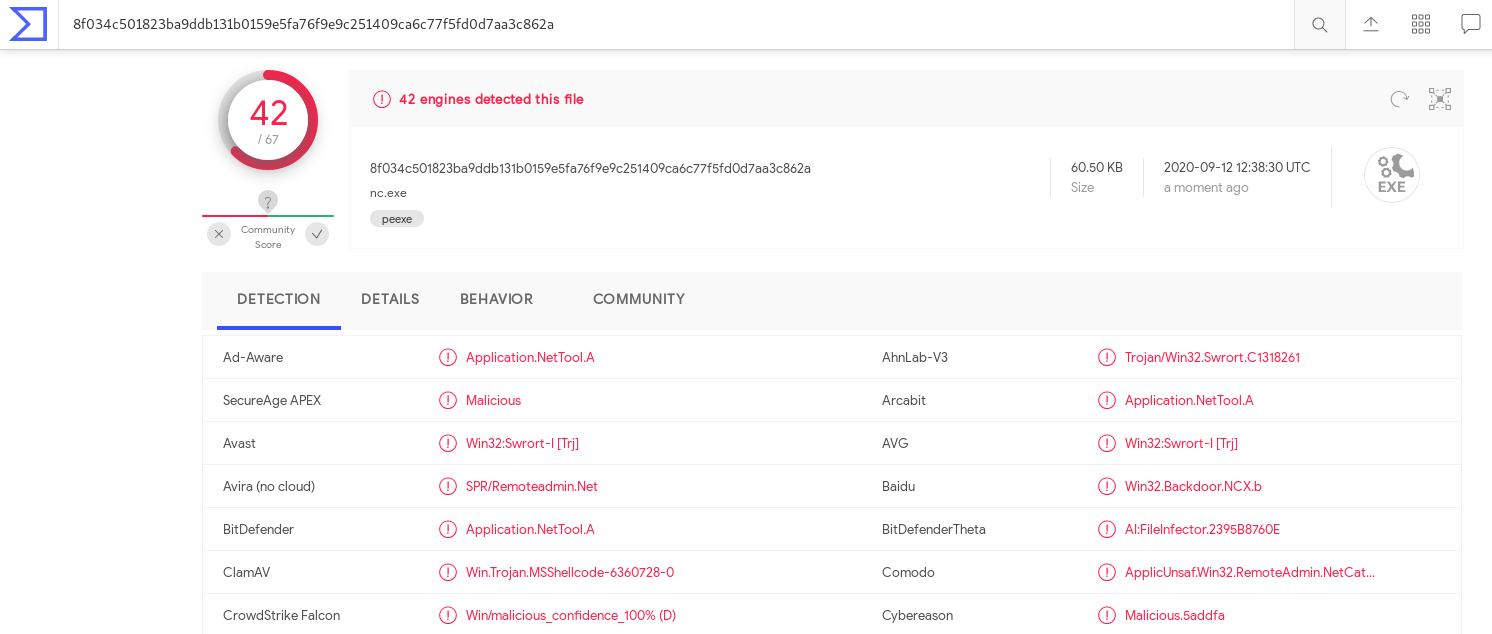 8f034c501823ba9ddb131b0159e5fa76f9e9c251409ca6c77f5fd0d7aa3c862a
42
/ 67
?
Community
Score
42 engines detected this file
8f034c501823ba9ddb131b0159e5fa76f9e9c251409ca6c77f5fd0d7aa3c862a
nc.exe
peexe
60.50 KB
Size
2020-09-12 12:38:30 UTC
a moment ago
EXE
DETECTION DETAILS BEHAVIOR COMMUNITY
Ad-Aware Application.NetTool.A AhnLab-V3 Trojan/Win32.Swrort.C1318261
SecureAge APEX Malicious Arcabit Application.NetTool.A
Avast Win32:Swrort-I [Trj] AVG Win32:Swrort-I [Trj]
Avira (no cloud) SPR/Remoteadmin.Net Baidu Win32.Backdoor.NCX.b
BitDefender Application.NetTool.A BitDefenderTheta AI:FileInfector.2395B8760E
ClamAV Win.Trojan.MSShellcode-6360728-0 Comodo ApplicUnsaf.Win32.RemoteAdmin.NetCat...
CrowdStrike Falcon Win/malicious_confidence_100% (D) Cybereason Malicious.5addfa